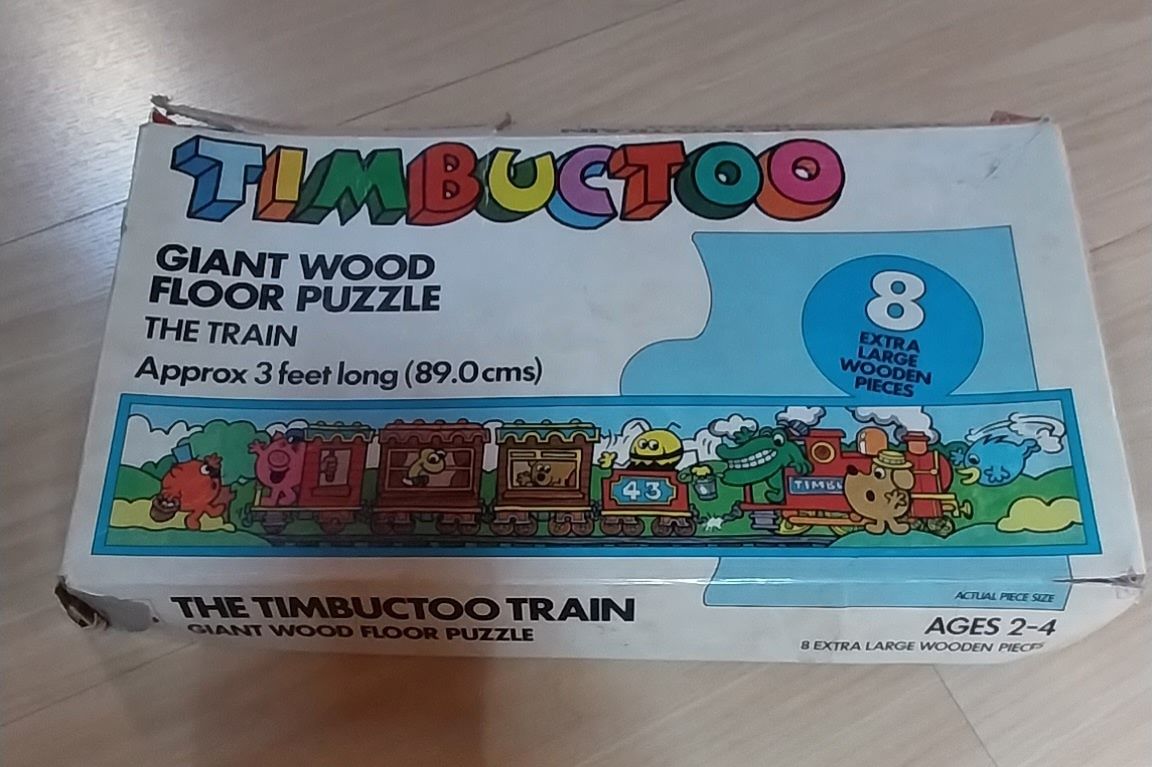 TIMBUCTOO
GIANT WOOD
FLOOR PUZZLE
THE TRAIN
Approx 3 feet long (89.0 cms)
8
EXTRA
LARGE
WOODEN
PIECES
43
TIMBU
ACTUAL PIECE SIZE
THE TIMBUCTOO TRAIN
GIANT WOOD FLOOR PUZZLE
AGES 2-4
8 EXTRA LARGE WOODEN PIECES